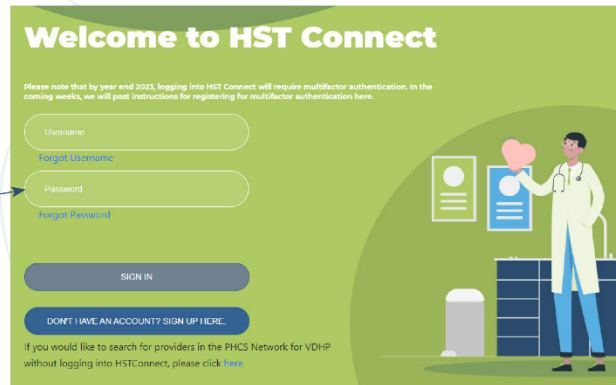 Welcome to HST Connect
Please note that by year end 2023, logging into HST Connect will require multifactor authentication. In the
coming weeks, we will post instructions for registering for multifactor authentication here.
Username
Forgot Username
Password
Forgot Password
SIGN IN
DON'T HAVE AN ACCOUNT? SIGN UP HERE.
If you would like to search for providers in the PHCS Network for VDHP
without logging into HSTConnect, please click here